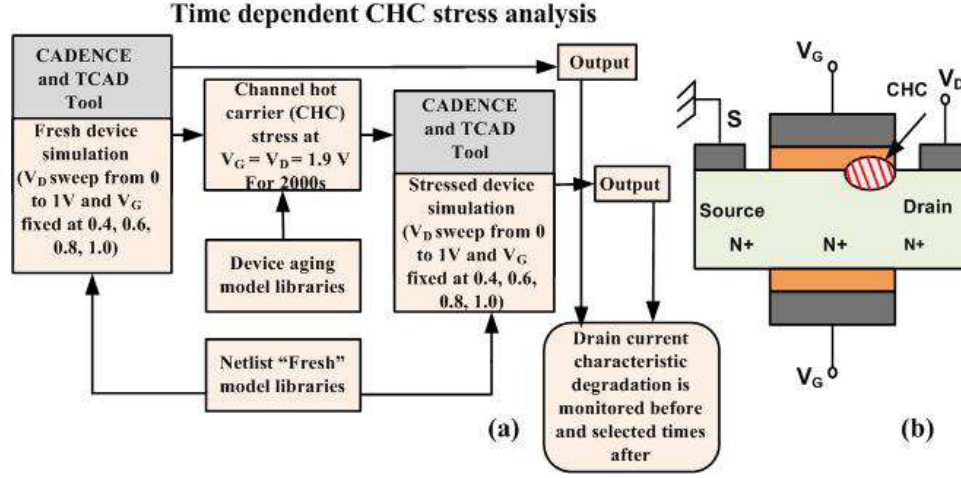 Time dependent CHC stress analysis
CADENCE
and TCAD
Tool
Fresh device
simulation
(VD sweep from 0
to 1V and VG
fixed at 0.4, 0.6,
0.8, 1.0)
Channel hot
carrier (CHC)
stress at
VG = VD = 1.9 V
For 2000s
Device aging
model libraries
Netlist “Fresh”
model libraries
CADENCE
and TCAD
Tool
Stressed device
simulation
(VD sweep from 0
to 1V and VG
fixed at 0.4, 0.6,
0.8, 1.0)
Output
Output
Drain current
characteristic
degradation is
monitored before
and selected times
after
(a)
VG
CHC
VD
S
Source
Drain
N+
N+
N+
VG
(b)